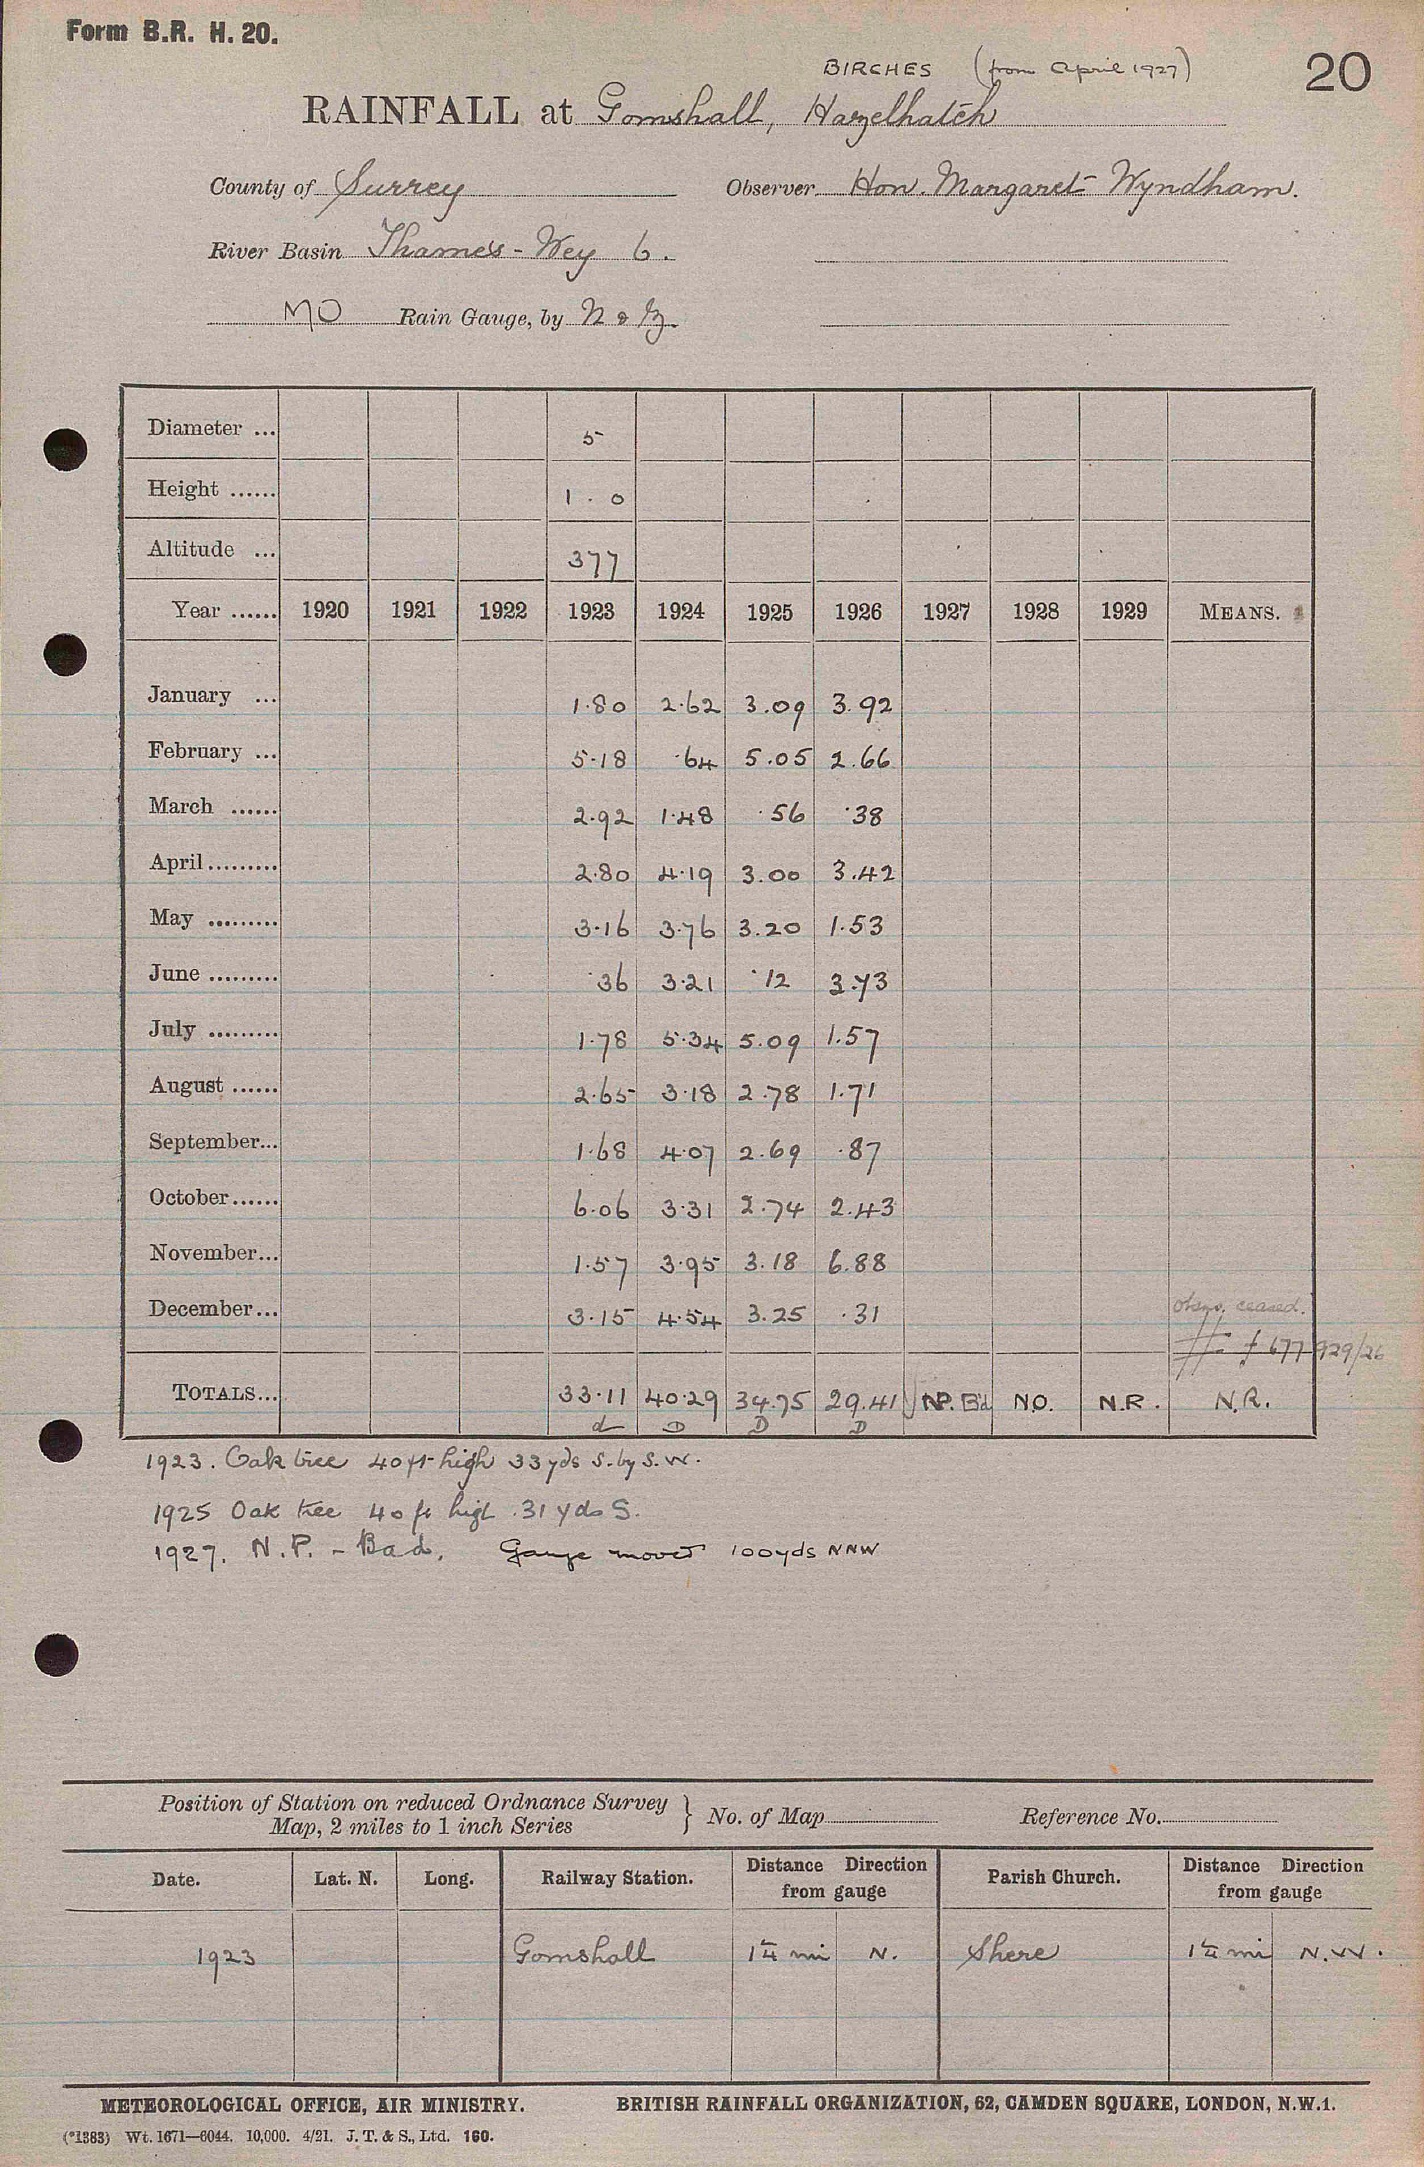 Form B.R. H. 20.
20
BIRCHES (from April 1927)
RAINFALL at Gomshall, Hazelhatch
County of Surrey Observer Hon. Margaret Wyndham.
River Basin Thames - Wey 6.
MO Rain Gauge, by N & Z
Diameter ... 5
Height ...... 1 . 0
Altitude ... 377
Year ...... 1920 1921 1922 1923 1924 1925 1926 1927 1928 1929 MEANS.
January ... 1.80 2.62 3.09 3.92
February ... 5.18 .64 5.05 2.66
March ...... 2.92 1.48 .56 .38
April ......... 2.80 4.19 3.00 3.42
May ......... 3.16 3.76 3.20 1.53
June ......... .36 3.21 .12 3.73
July ......... 1.78 5.34 5.09 1.57
August ...... 2.65 3.18 2.78 1.71
September... 1.68 4.07 2.69 .87
October ...... 6.06 3.31 2.74 2.43
November... 1.57 3.95 3.18 6.88
December... 3.15 4.54 3.25 .31
obsns. ceased.
677 929/26
TOTALS... 33.11 40.29 34.75 29.41 NP. Bd N.O. N.R. N.R.
d D D D
1923. Oak tree 40 ft high 33 yds S. by S.W.
1925 Oak tree 40 ft high .31 yds S.
1927. N.P. - Bad. Gauge moved 100 yds NNW
Position of Station on reduced Ordnance Survey Map, 2 miles to 1 inch Series } No. of Map Reference No.
Date. Lat. N. Long. Railway Station. Distance Direction from gauge Parish Church. Distance Direction from gauge
1923 Gomshall 1¼ mi N. Shere 1¼ mi N.W.
METEOROLOGICAL OFFICE, AIR MINISTRY. BRITISH RAINFALL ORGANIZATION, 62, CAMDEN SQUARE, LONDON, N.W.1.
(*1383) Wt. 1671—6044. 10,000. 4/21. J. T. & S., Ltd. 160.